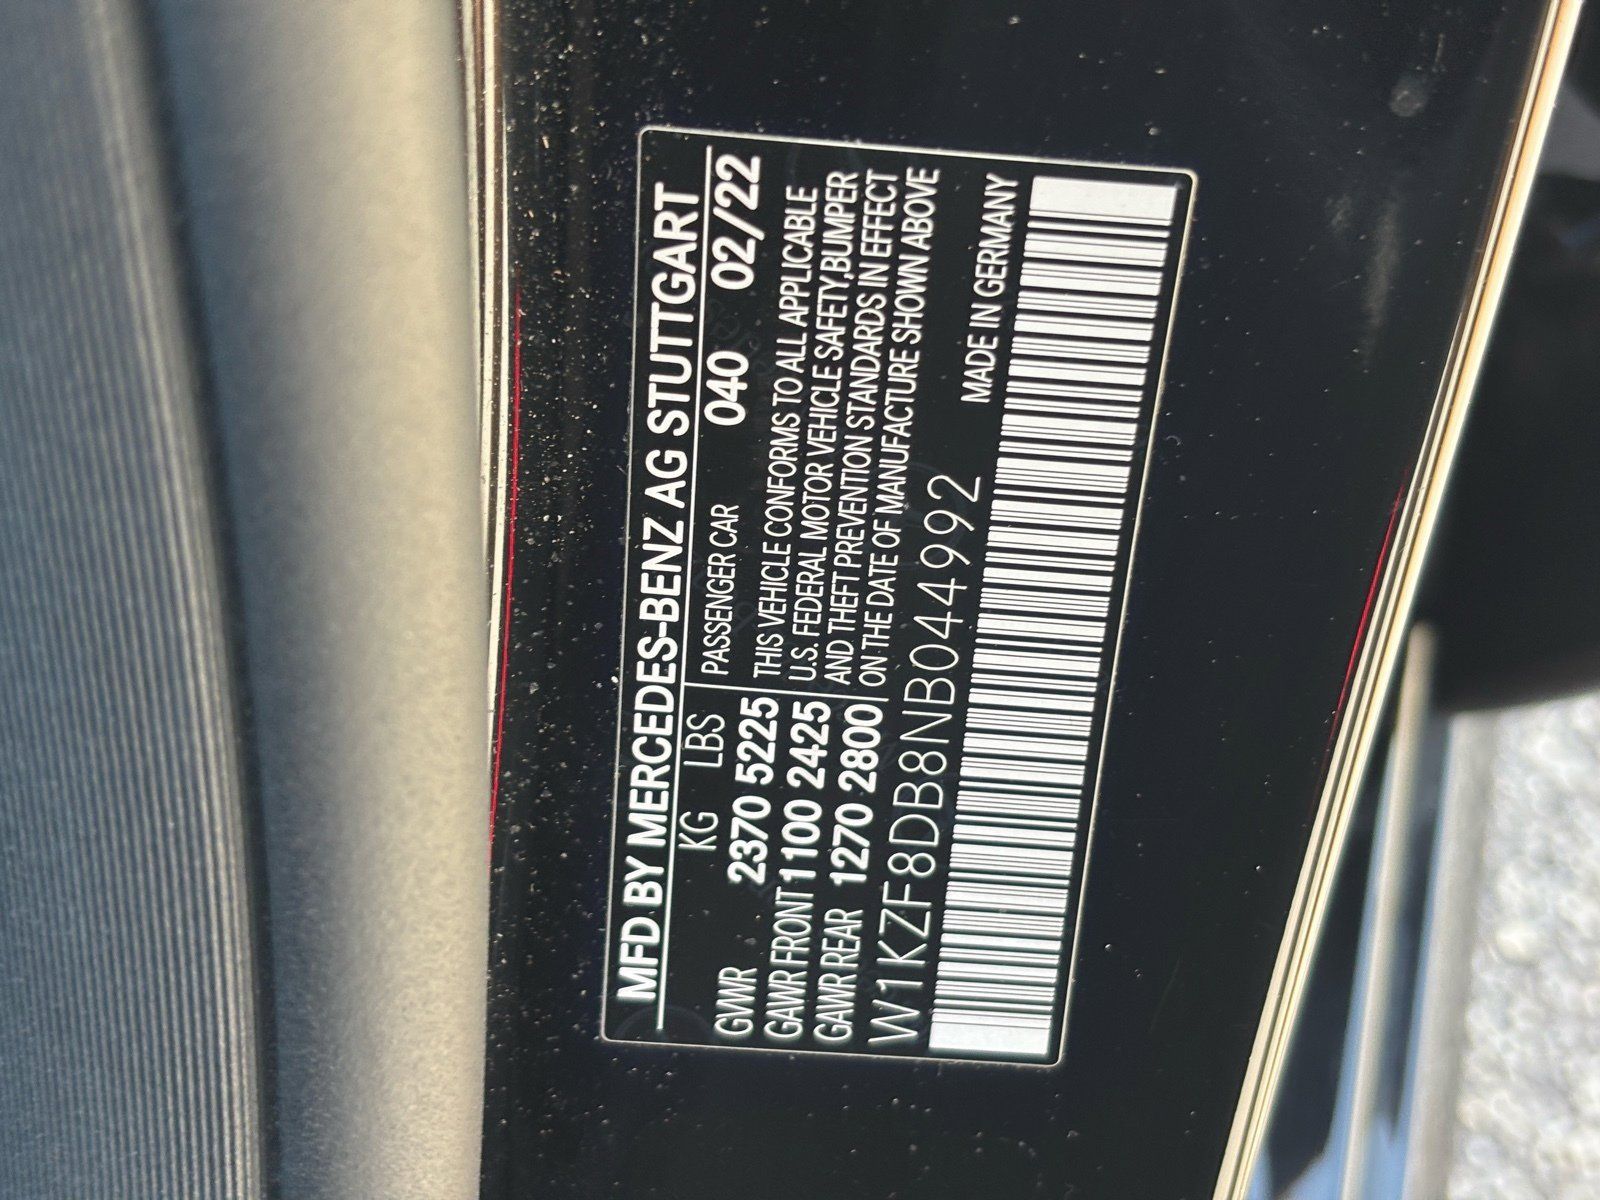 MFD.BY MERCEDES-BENZ AG STUTTGART
KG LBS PASSENGER CAR 040 02/22
GWR 2370 5225 THIS VEHICLE CONFORMS TO ALL APPLICABLE
GAWR FRONT 1100 2425 U.S. FEDERAL MOTOR VEHICLE SAFETY,BUMPER
GAWR REAR 1270 2800 AND THEFT PREVENTION STANDARDS IN EFFECT
ON THE DATE OF MANUFACTURE SHOWN ABOVE
W1KZF8DB8NB044992 MADE IN GERMANY